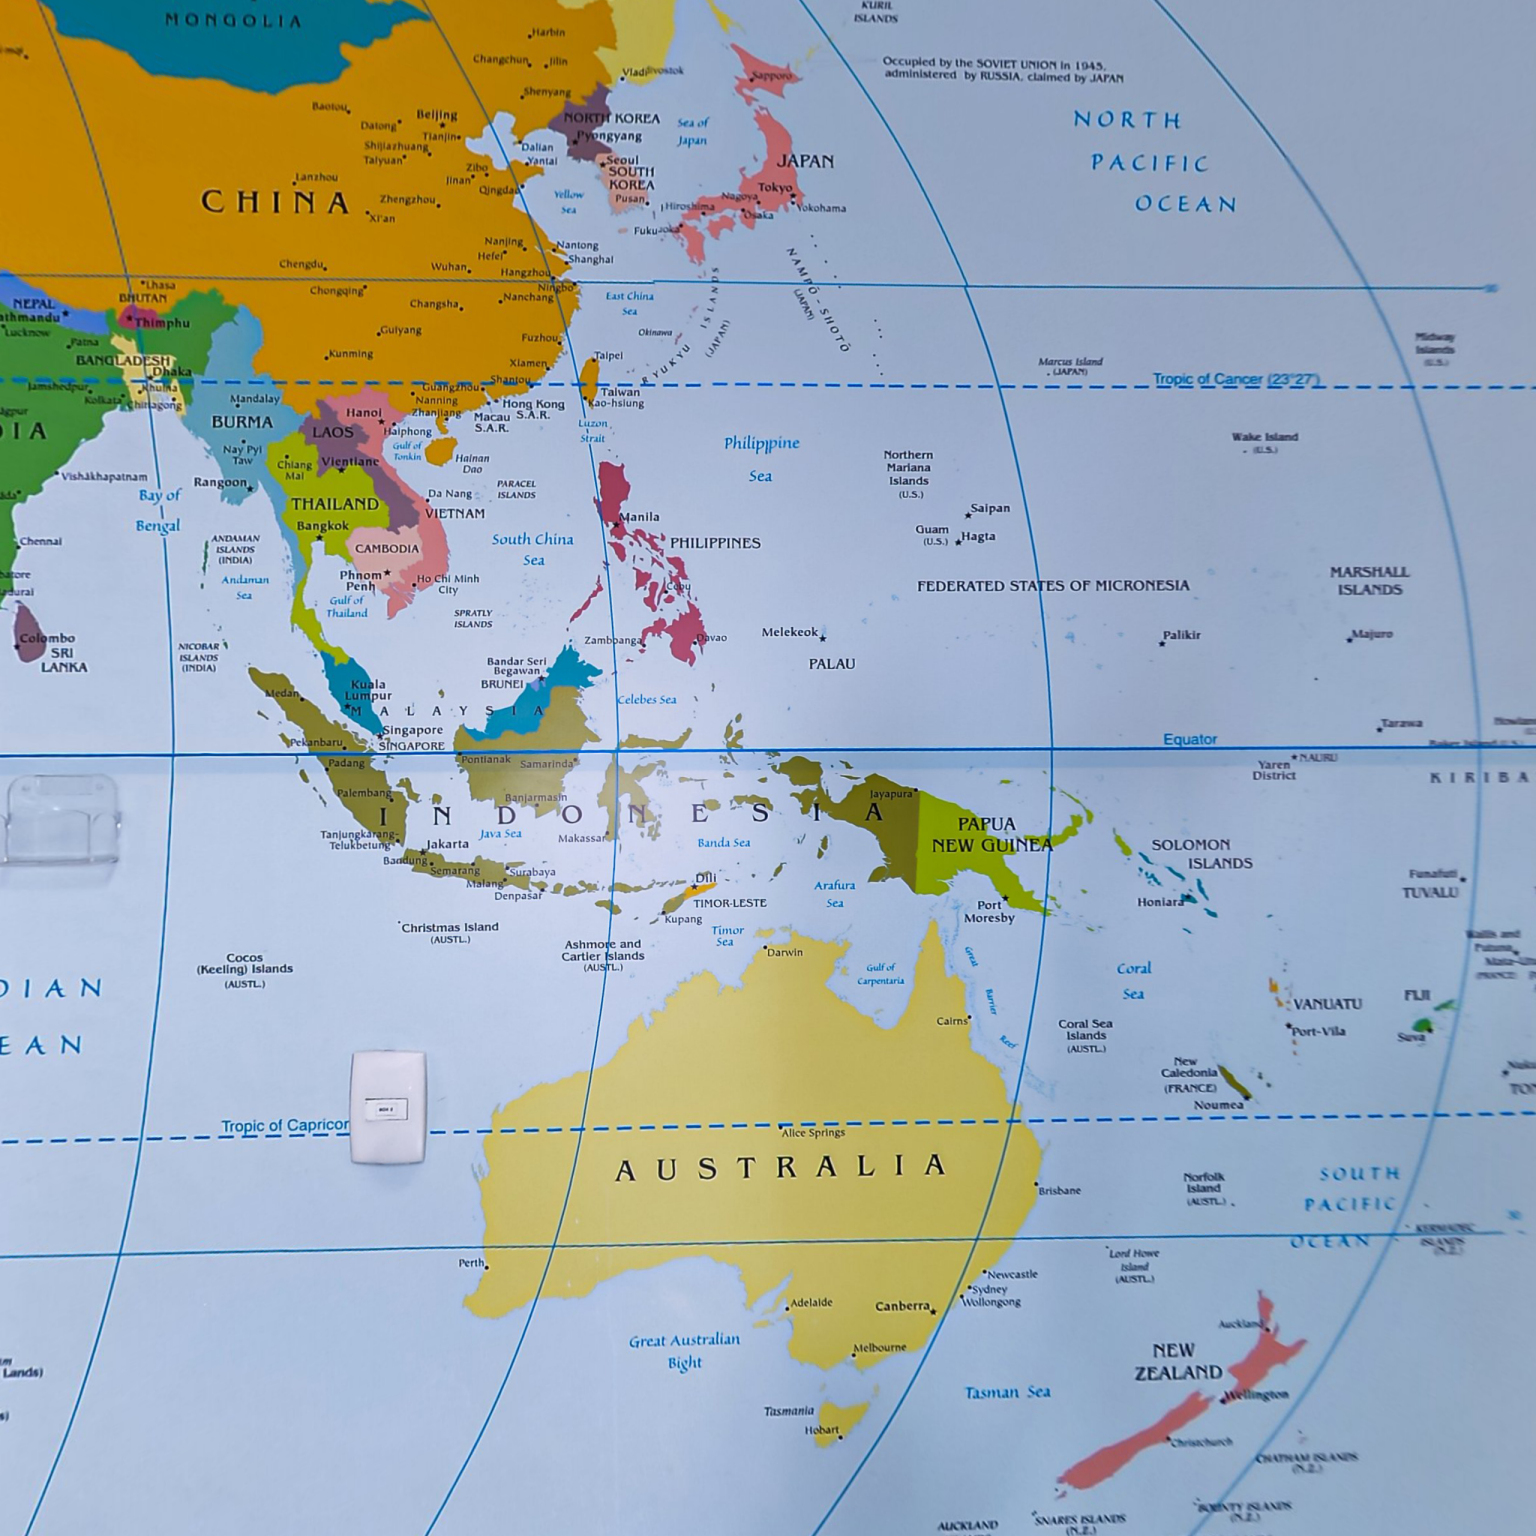 MONGOLIA
KURIL
ISLANDS
Harbin
Changchun
Jilin
Vladivostok
Sapporo
Occupied by the SOVIET UNION in 1945,
administered by RUSSIA, claimed by JAPAN
Shenyang
Baotou
Beijing
Datong
Tianjin
NORTH KOREA
Pyongyang
Sea of
Japan
NORTH
PACIFIC
OCEAN
Shijiazhuang
Taiyuan
Dalian
Yantai
Zibo
Jinan
Qingdao
Seoul
SOUTH
KOREA
Pusan
JAPAN
Tokyo
Nagoya
Yokohama
Osaka
Hiroshima
Fukuoka
Lanzhou
CHINA
Zhengzhou
Xi'an
Yellow
Sea
Nanjing
Hefei
Nantong
Shanghai
Chengdu
Wuhan
Hangzhou
Ningbo
Lhasa
BHUTAN
NEPAL
athmandu
Thimphu
Lucknow
Patna
Chongqing
Changsha
Nanchang
East China
Sea
NAMPŌ-SHOTŌ
(JAPAN)
RYUKYU ISLANDS
(JAPAN)
Okinawa
Guiyang
Fuzhou
Kunming
Xiamen
Taipei
BANGLADESH
Dhaka
Jamshedpur
Khulna
Kolkata
Chittagong
Guangzhou
Shantou
Taiwan
Kao-hsiung
Marcus Island
(JAPAN)
Midway
Islands
(U.S.)
Tropic of Cancer (23°27')
Mandalay
Nanning
Zhanjiang
Hong Kong
S.A.R.
Macau
S.A.R.
Luzon
Strait
DIA
BURMA
Hanoi
LAOS
Haiphong
Gulf of
Tonkin
Hainan
Dao
Philippine
Sea
Wake Island
(U.S.)
Nay Pyi
Taw
Chiang
Mai
Vientiane
Northern
Mariana
Islands
(U.S.)
Vishākhapatnam
Rangoon
Bay of
Bengal
THAILAND
Bangkok
Da Nang
VIETNAM
PARACEL
ISLANDS
Manila
Saipan
Guam
(U.S.)
Hagta
Chennai
ANDAMAN
ISLANDS
(INDIA)
Andaman
Sea
CAMBODIA
Phnom
Penh
Ho Chi Minh
City
Gulf of
Thailand
South China
Sea
PHILIPPINES
Cebu
SPRATLY
ISLANDS
FEDERATED STATES OF MICRONESIA
MARSHALL
ISLANDS
Colombo
SRI
LANKA
NICOBAR
ISLANDS
(INDIA)
Zamboanga
Davao
Melekeok
PALAU
Palikir
Majuro
Bandar Seri
Begawan
BRUNEI
Kuala
Lumpur
MALAYSIA
Celebes Sea
Medan
Singapore
SINGAPORE
Tarawa
Equator
Pekanbaru
Padang
Pontianak
Samarinda
Yaren
District
NAURU
KIRIBA
Palembang
Banjarmasin
Jayapura
INDONESIA
PAPUA
NEW GUINEA
Tanjungkarang-
Telukbetung
Java Sea
Makassar
Banda Sea
SOLOMON
ISLANDS
Jakarta
Bandung
Semarang
Surabaya
Malang
Denpasar
Dili
TIMOR-LESTE
Kupang
Arafura
Sea
Port
Moresby
Honiara
Funafuti
TUVALU
Christmas Island
(AUSTL.)
Ashmore and
Cartier Islands
(AUSTL.)
Timor
Sea
Darwin
Wallis and
Futuna
(FRANCE)
Cocos
(Keeling) Islands
(AUSTL.)
Gulf of
Carpentaria
Great
Barrier
Reef
Coral
Sea
DIAN
EAN
VANUATU
Port-Vila
FIJI
Suva
Cairns
Coral Sea
Islands
(AUSTL.)
New
Caledonia
(FRANCE)
Noumea
Tropic of Capricor
Alice Springs
AUSTRALIA
Brisbane
Norfolk
Island
(AUSTL.)
SOUTH
PACIFIC
OCEAN
KERMADEC
ISLANDS
(N.Z.)
Perth
Lord Howe
Island
(AUSTL.)
Newcastle
Sydney
Wollongong
Adelaide
Canberra
Great Australian
Bight
Melbourne
Auckland
NEW
ZEALAND
Wellington
Lands)
Tasman Sea
Tasmania
Hobart
Christchurch
CHATHAM ISLANDS
(N.Z.)
BOUNTY ISLANDS
(N.Z.)
SNARES ISLANDS
(N.Z.)
AUCKLAND